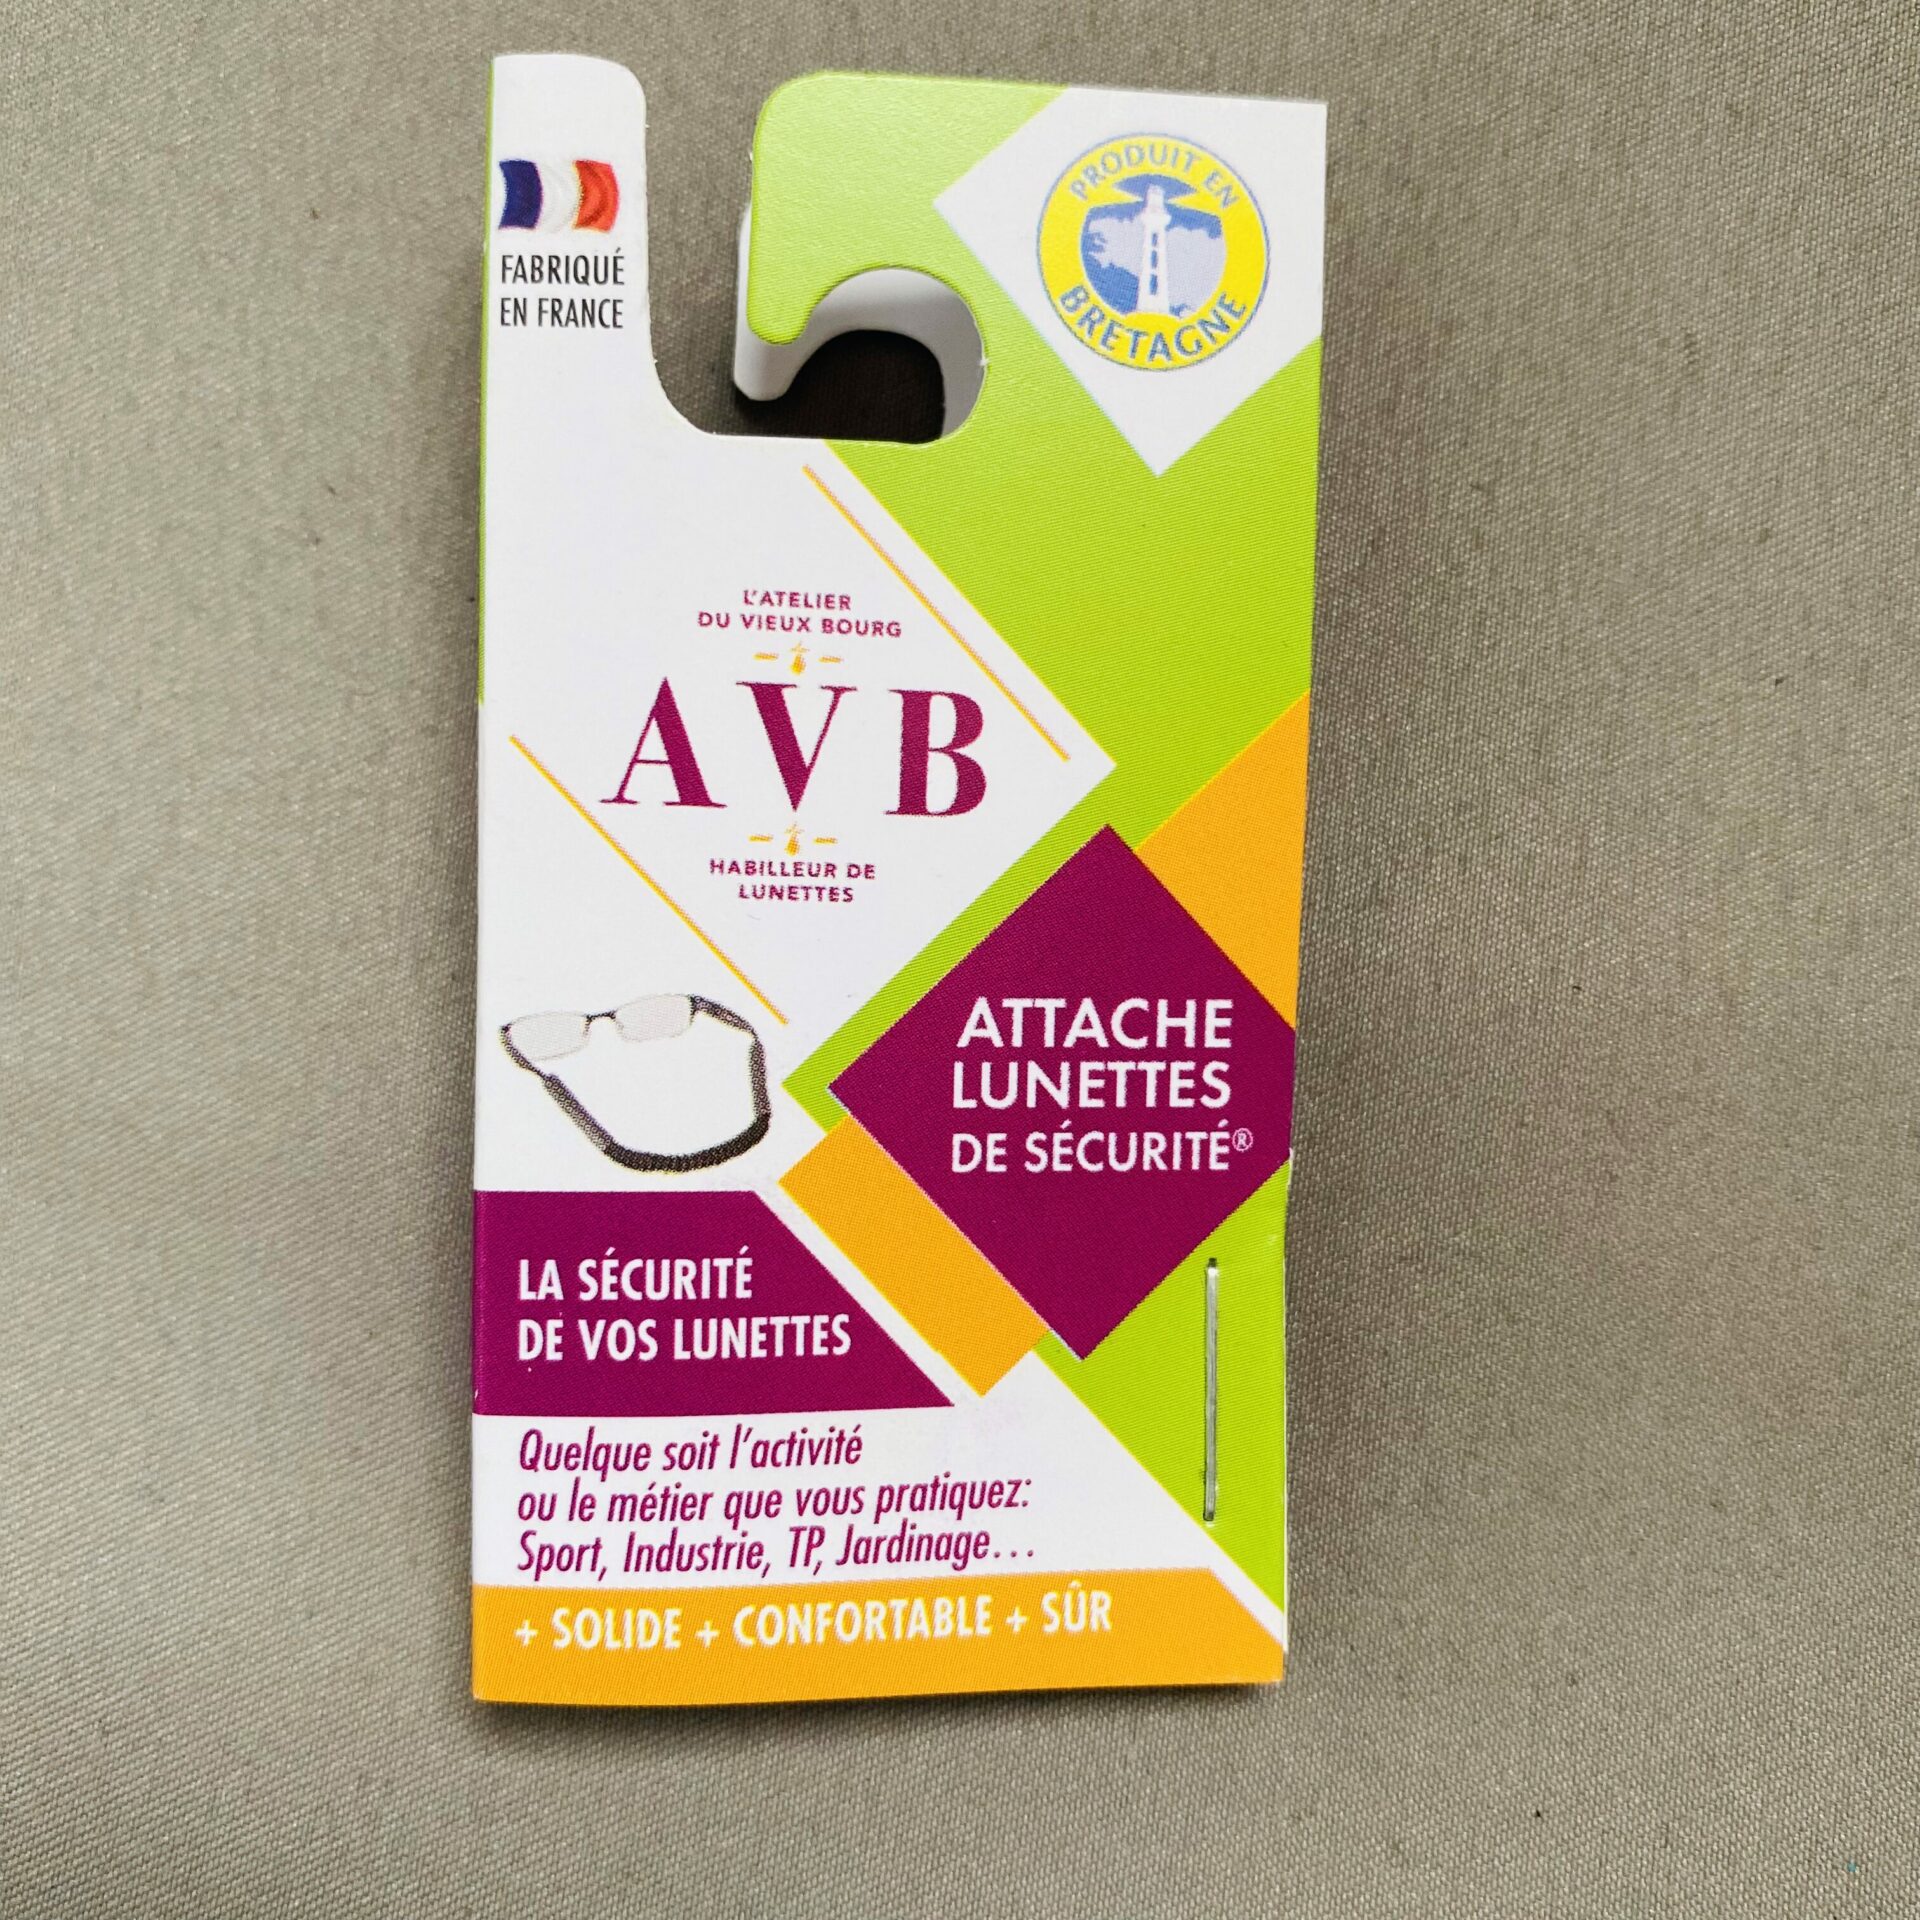 FABRIQUÉ
EN FRANCE
PRODUIT EN
BRETAGNE
L'ATELIER
DU VIEUX BOURG
AVB
HABILLEUR DE
LUNETTES
ATTACHE
LUNETTES
DE SÉCURITÉ®
LA SÉCURITÉ
DE VOS LUNETTES
Quelque soit l'activité
ou le métier que vous pratiquez:
Sport, Industrie, TP, Jardinage...
+ SOLIDE + CONFORTABLE + SÛR